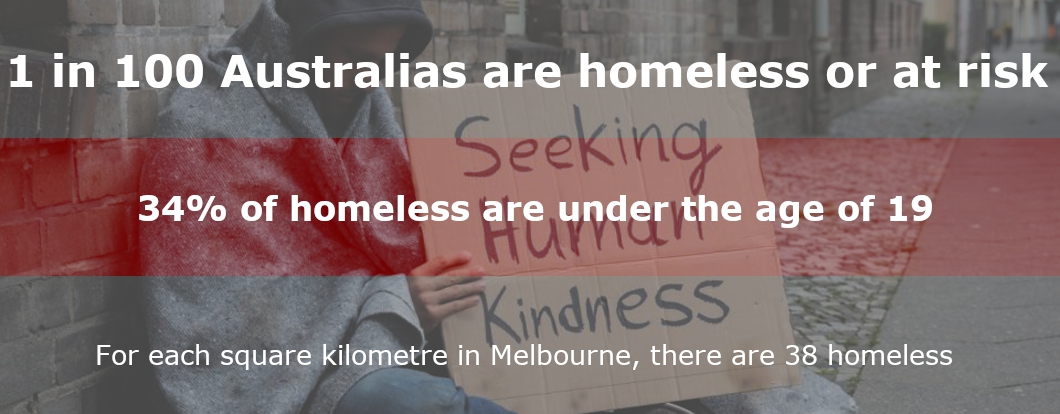 1 in 100 Australias are homeless or at risk
Seeking
34% of homeless are under the age of 19
Human
Kindness
For each square kilometre in Melbourne, there are 38 homeless